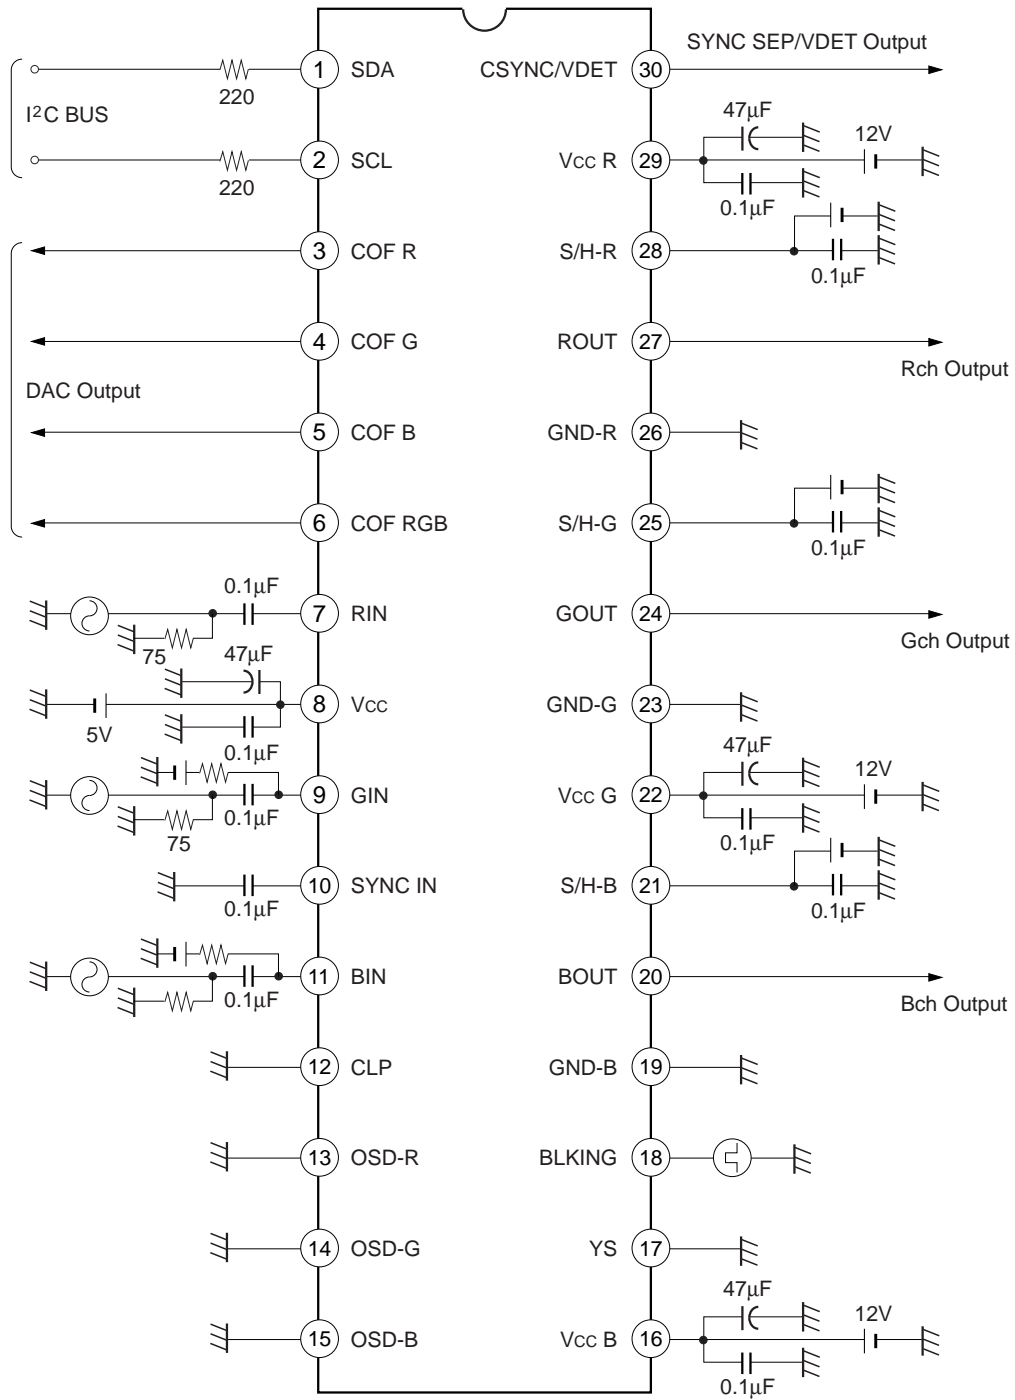 SYNC SEP/VDET Output
1 SDA CSYNC/VDET 30
220
I²C BUS
47μF
12V
2 SCL Vcc R 29
220
0.1μF
3 COF R S/H-R 28
0.1μF
4 COF G ROUT 27
Rch Output
DAC Output
5 COF B GND-R 26
6 COF RGB S/H-G 25
0.1μF
0.1μF
7 RIN GOUT 24
75
47μF
Gch Output
8 Vcc GND-G 23
5V
0.1μF
47μF
12V
9 GIN Vcc G 22
0.1μF
75
0.1μF
10 SYNC IN S/H-B 21
0.1μF
0.1μF
11 BIN BOUT 20
0.1μF
Bch Output
12 CLP GND-B 19
13 OSD-R BLKING 18
14 OSD-G YS 17
47μF
12V
15 OSD-B Vcc B 16
0.1μF